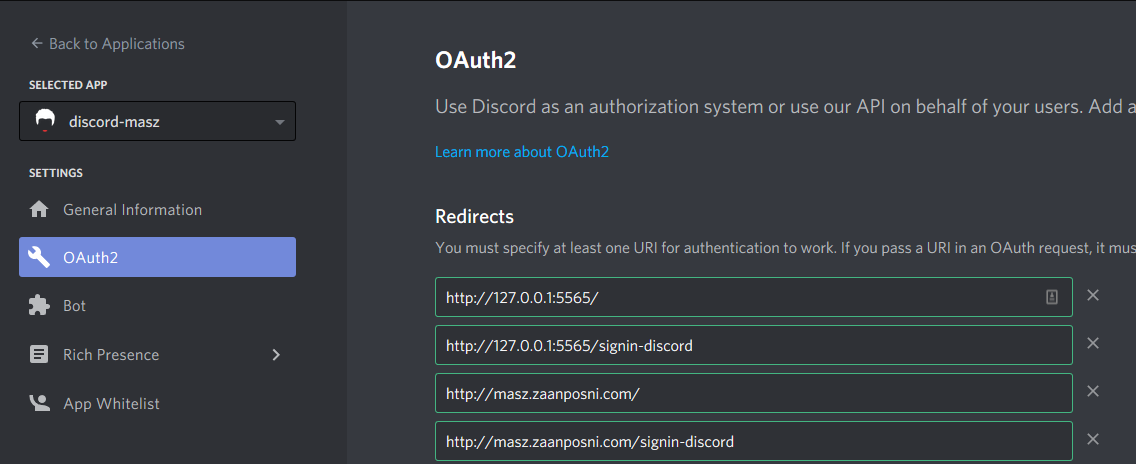 Back to Applications
SELECTED APP
discord-masz
SETTINGS
General Information
OAuth2
Bot
Rich Presence
App Whitelist
OAuth2
Use Discord as an authorization system or use our API on behalf of your users. Add a
Learn more about OAuth2
Redirects
You must specify at least one URI for authentication to work. If you pass a URI in an OAuth request, it mus
http://127.0.0.1:5565/
http://127.0.0.1:5565/signin-discord
http://masz.zaanposni.com/
http://masz.zaanposni.com/signin-discord